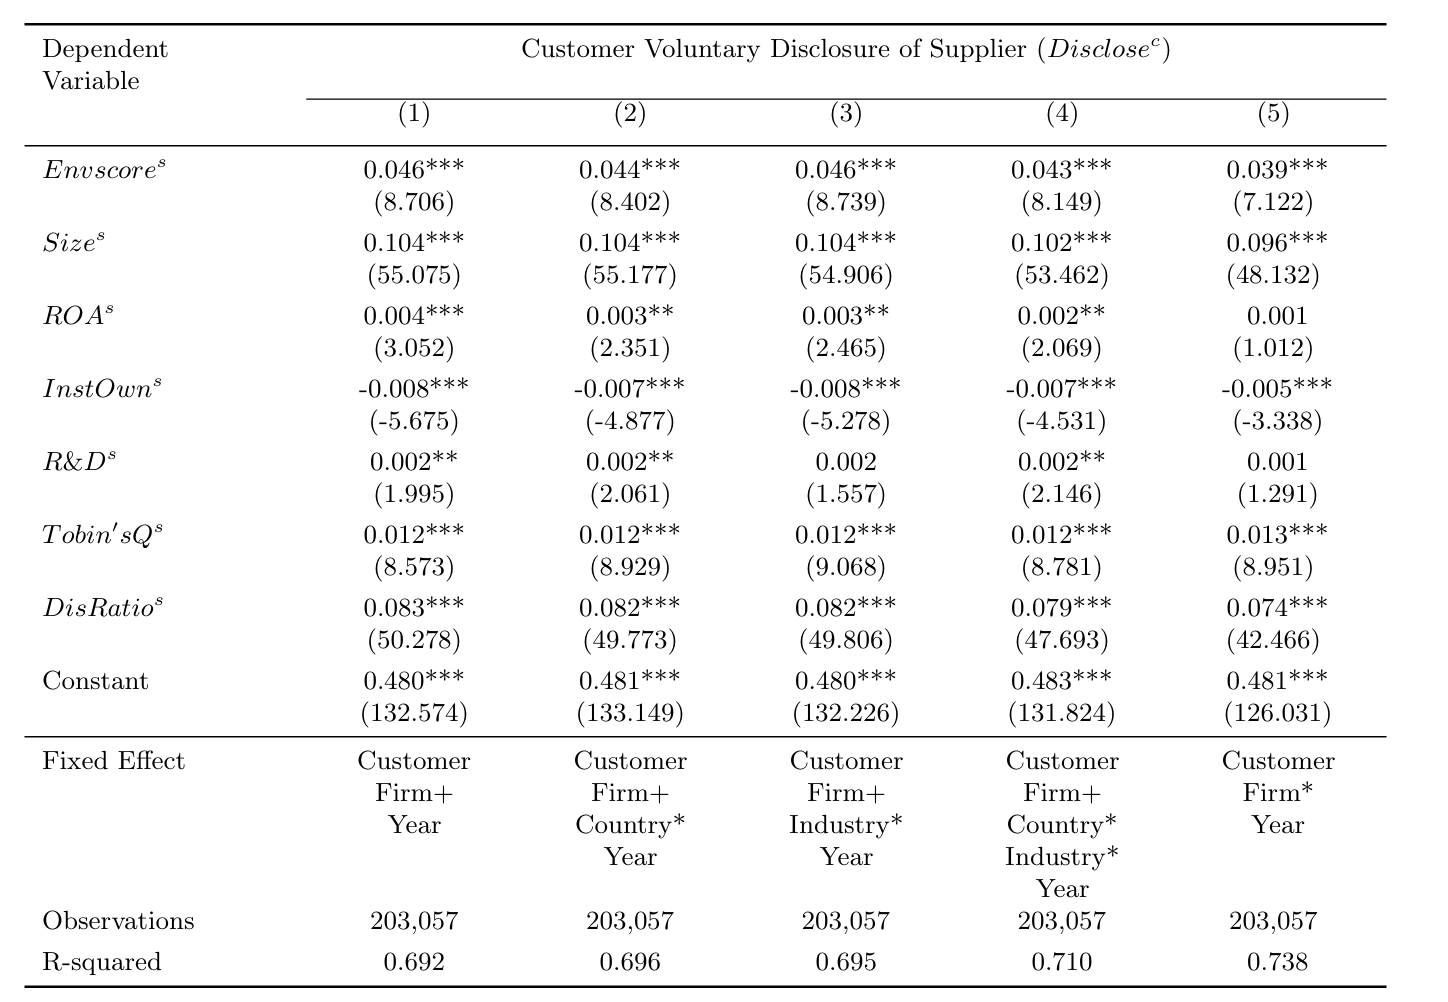 Dependent Customer Voluntary Disclosure of Supplier (Discloseᶜ)
Variable
(1) (2) (3) (4) (5)
Envscoreˢ 0.046*** 0.044*** 0.046*** 0.043*** 0.039***
(8.706) (8.402) (8.739) (8.149) (7.122)
Sizeˢ 0.104*** 0.104*** 0.104*** 0.102*** 0.096***
(55.075) (55.177) (54.906) (53.462) (48.132)
ROAˢ 0.004*** 0.003** 0.003** 0.002** 0.001
(3.052) (2.351) (2.465) (2.069) (1.012)
InstOwnˢ -0.008*** -0.007*** -0.008*** -0.007*** -0.005***
(-5.675) (-4.877) (-5.278) (-4.531) (-3.338)
R&Dˢ 0.002** 0.002** 0.002 0.002** 0.001
(1.995) (2.061) (1.557) (2.146) (1.291)
Tobin′sQˢ 0.012*** 0.012*** 0.012*** 0.012*** 0.013***
(8.573) (8.929) (9.068) (8.781) (8.951)
DisRatioˢ 0.083*** 0.082*** 0.082*** 0.079*** 0.074***
(50.278) (49.773) (49.806) (47.693) (42.466)
Constant 0.480*** 0.481*** 0.480*** 0.483*** 0.481***
(132.574) (133.149) (132.226) (131.824) (126.031)
Fixed Effect Customer Customer Customer Customer Customer
Firm+ Firm+ Firm+ Firm+ Firm*
Year Country* Industry* Country* Year
Year Year Industry*
Year
Observations 203,057 203,057 203,057 203,057 203,057
R-squared 0.692 0.696 0.695 0.710 0.738